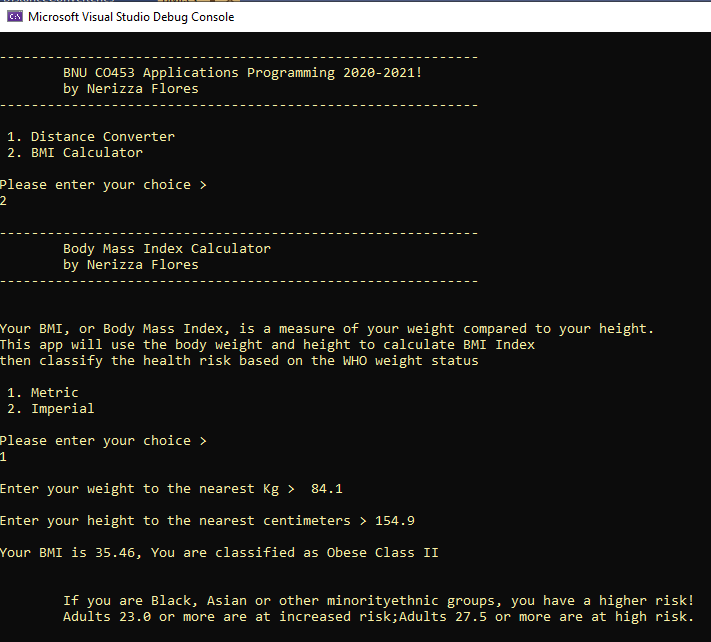 Microsoft Visual Studio Debug Console
-----------------------------------------------------------
BNU CO453 Applications Programming 2020-2021!
by Nerizza Flores
-----------------------------------------------------------
1. Distance Converter
2. BMI Calculator
Please enter your choice >
2
-----------------------------------------------------------
Body Mass Index Calculator
by Nerizza Flores
-----------------------------------------------------------
Your BMI, or Body Mass Index, is a measure of your weight compared to your height.
This app will use the body weight and height to calculate BMI Index
then classify the health risk based on the WHO weight status
1. Metric
2. Imperial
Please enter your choice >
1
Enter your weight to the nearest Kg >  84.1
Enter your height to the nearest centimeters > 154.9
Your BMI is 35.46, You are classified as Obese Class II
If you are Black, Asian or other minorityethnic groups, you have a higher risk!
Adults 23.0 or more are at increased risk;Adults 27.5 or more are at high risk.